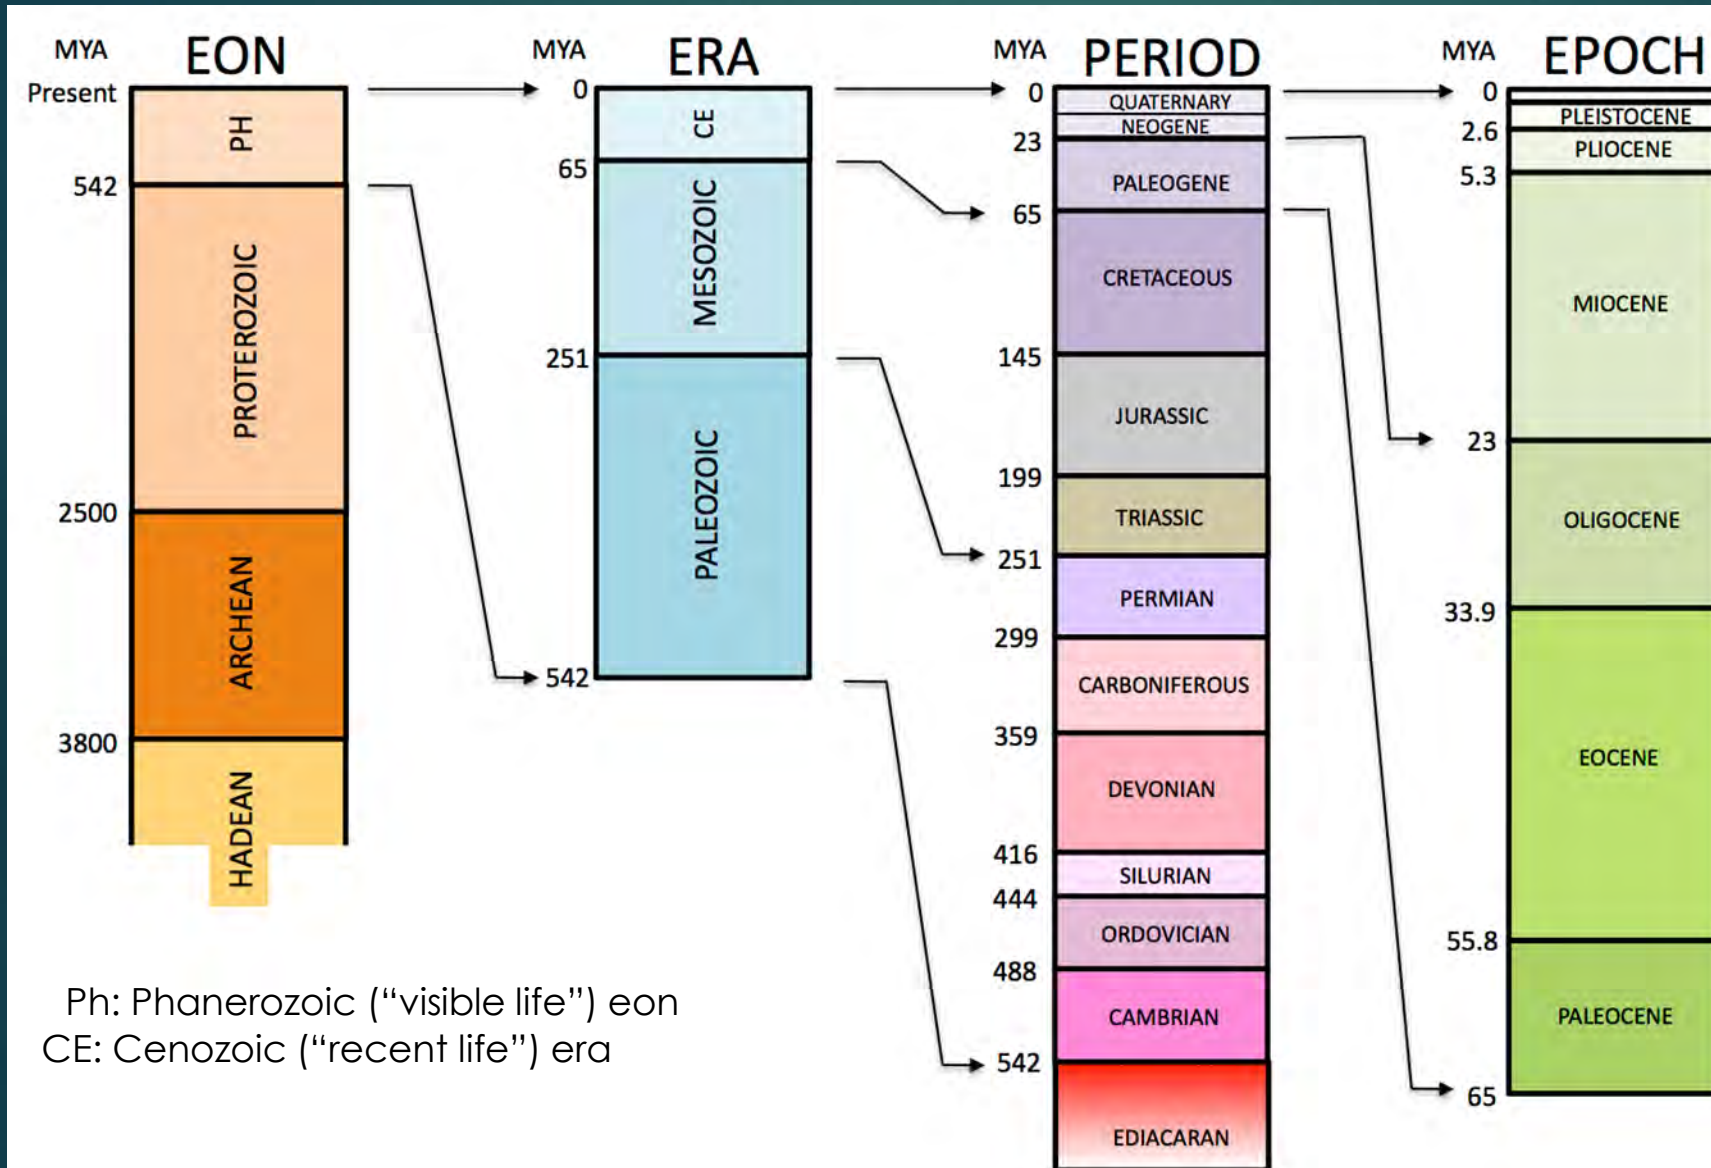 MYA
EON
Present
PH
542
PROTEROZOIC
2500
ARCHEAN
3800
HADEAN
MYA
ERA
0
CE
65
MESOZOIC
251
PALEOZOIC
542
MYA
PERIOD
0
QUATERNARY
NEOGENE
23
PALEOGENE
65
CRETACEOUS
145
JURASSIC
199
TRIASSIC
251
PERMIAN
299
CARBONIFEROUS
359
DEVONIAN
416
SILURIAN
444
ORDOVICIAN
488
CAMBRIAN
542
EDIACARAN
MYA
EPOCH
0
PLEISTOCENE
2.6
PLIOCENE
5.3
MIOCENE
23
OLIGOCENE
33.9
EOCENE
55.8
PALEOCENE
65
Ph: Phanerozoic (“visible life”) eon
CE: Cenozoic (“recent life”) era